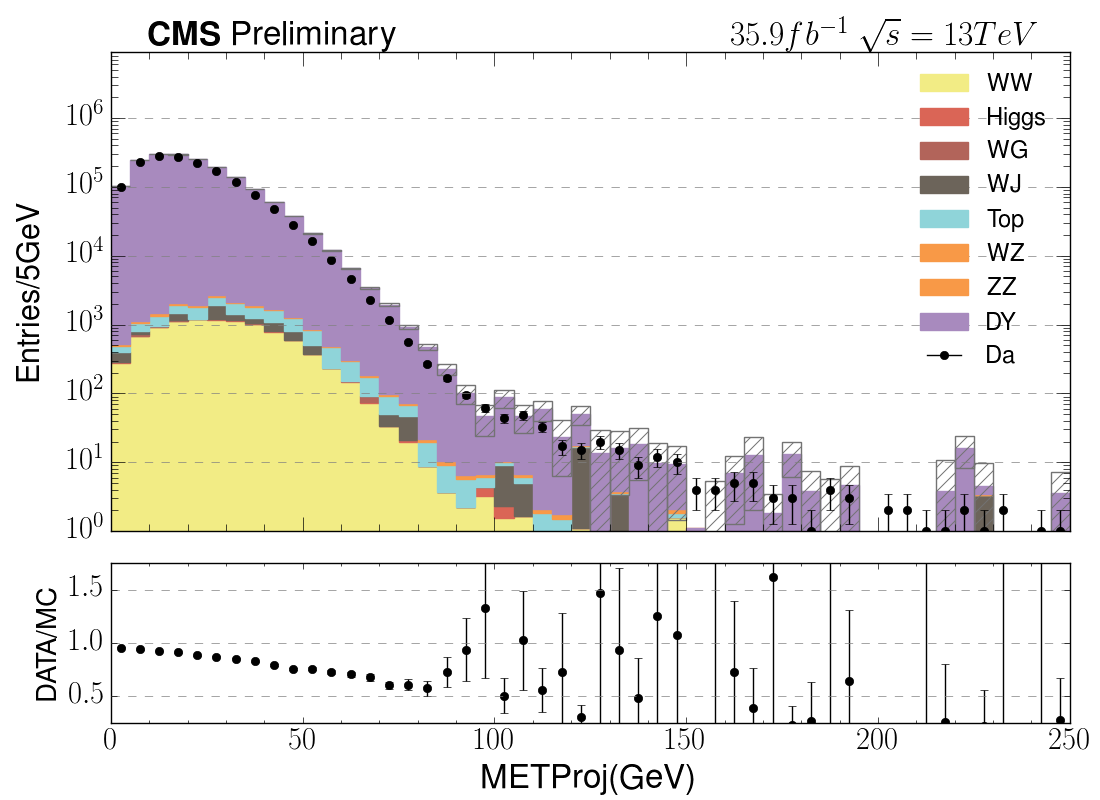 CMS Preliminary 35.9fb⁻¹ √s = 13TeV
WW
Higgs
WG
WJ
Top
WZ
ZZ
DY
Da
Entries/5GeV
10⁶
10⁵
10⁴
10³
10²
10¹
10⁰
DATA/MC
1.5
1.0
0.5
0 50 100 150 200 250
METProj(GeV)